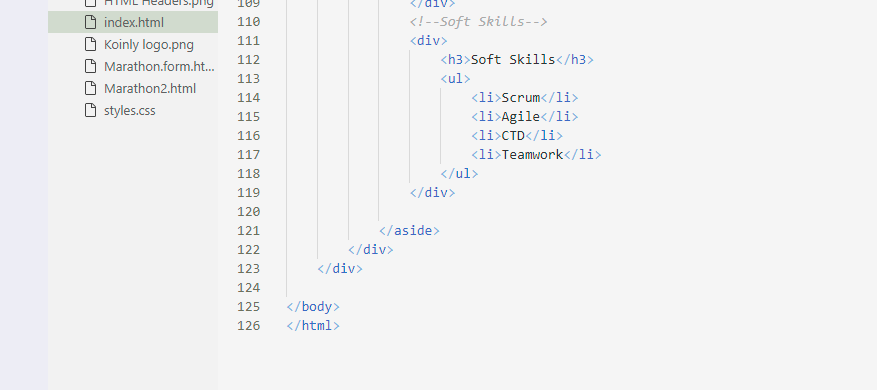 HTML Headers.png
index.html
Koinly logo.png
Marathon.form.ht...
Marathon2.html
styles.css
109 </div>
110 <!--Soft Skills-->
111 <div>
112 <h3>Soft Skills</h3>
113 <ul>
114 <li>Scrum</li>
115 <li>Agile</li>
116 <li>CTD</li>
117 <li>Teamwork</li>
118 </ul>
119 </div>
120
121 </aside>
122 </div>
123 </div>
124
125 </body>
126 </html>